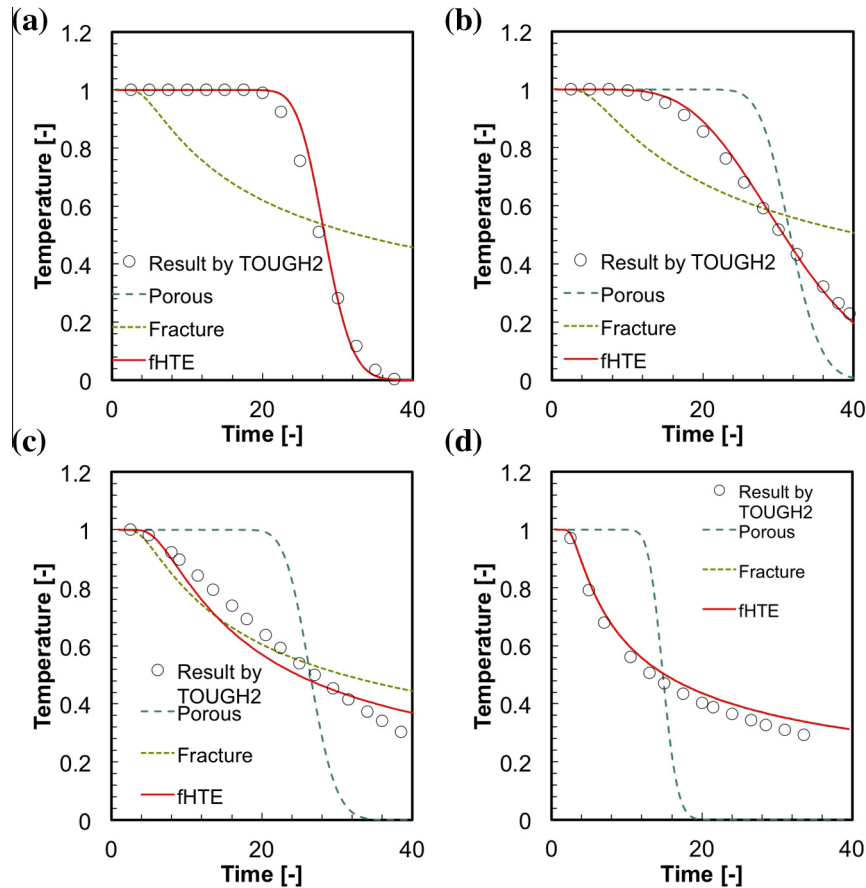 (a)
1.2
1
0.8
0.6
0.4
0.2
0
Temperature [-]
Result by TOUGH2
Porous
Fracture
fHTE
0 20 40
Time [-]
(b)
1.2
1
0.8
0.6
0.4
0.2
0
Temperature [-]
Result by TOUGH2
Porous
Fracture
fHTE
0 20 40
Time [-]
(c)
1.2
1
0.8
0.6
0.4
0.2
0
Temperature [-]
Result by
TOUGH2
Porous
Fracture
fHTE
0 20 40
Time [-]
(d)
1.2
1
0.8
0.6
0.4
0.2
0
Temperature [-]
Result by
TOUGH2
Porous
Fracture
fHTE
0 20 40
Time [-]